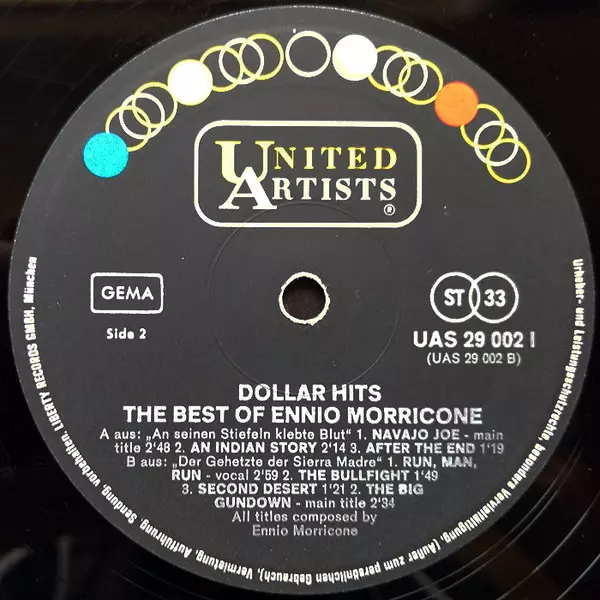 UNITED
ARTISTS
®
GEMA
Side 2
ST 33
UAS 29 002 I
(UAS 29 002 B)
DOLLAR HITS
THE BEST OF ENNIO MORRICONE
A aus: „An seinen Stiefeln klebte Blut“ 1. NAVAJO JOE - main
title 2'48 2. AN INDIAN STORY 2'14 3. AFTER THE END 1'19
B aus: „Der Gehetzte der Sierra Madre“ 1. RUN, MAN,
RUN - vocal 2'59 2. THE BULLFIGHT 1'49
3. SECOND DESERT 1'21 2. THE BIG
GUNDOWN - main title 2'34
All titles composed by
Ennio Morricone
Urheber- und Leistungsschutzrechte, besonders Vervielfältigung, (Außer zum persönlichen Gebrauch), Vermietung, Aufführung, Sendung, vorbehalten. LIBERTY RECORDS GMBH, München